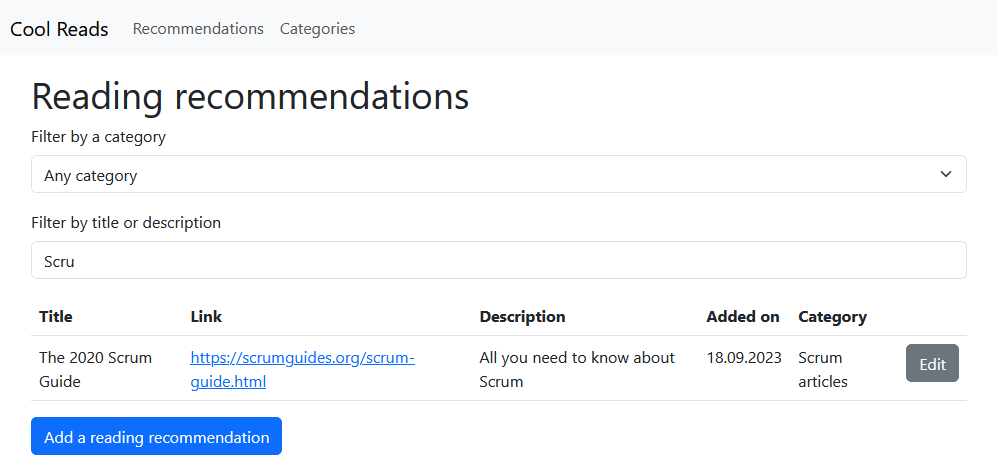 Cool Reads Recommendations Categories
Reading recommendations
Filter by a category
Any category
Filter by title or description
Scru
Title Link Description Added on Category
The 2020 Scrum Guide https://scrumguides.org/scrum-guide.html All you need to know about Scrum 18.09.2023 Scrum articles Edit
Add a reading recommendation